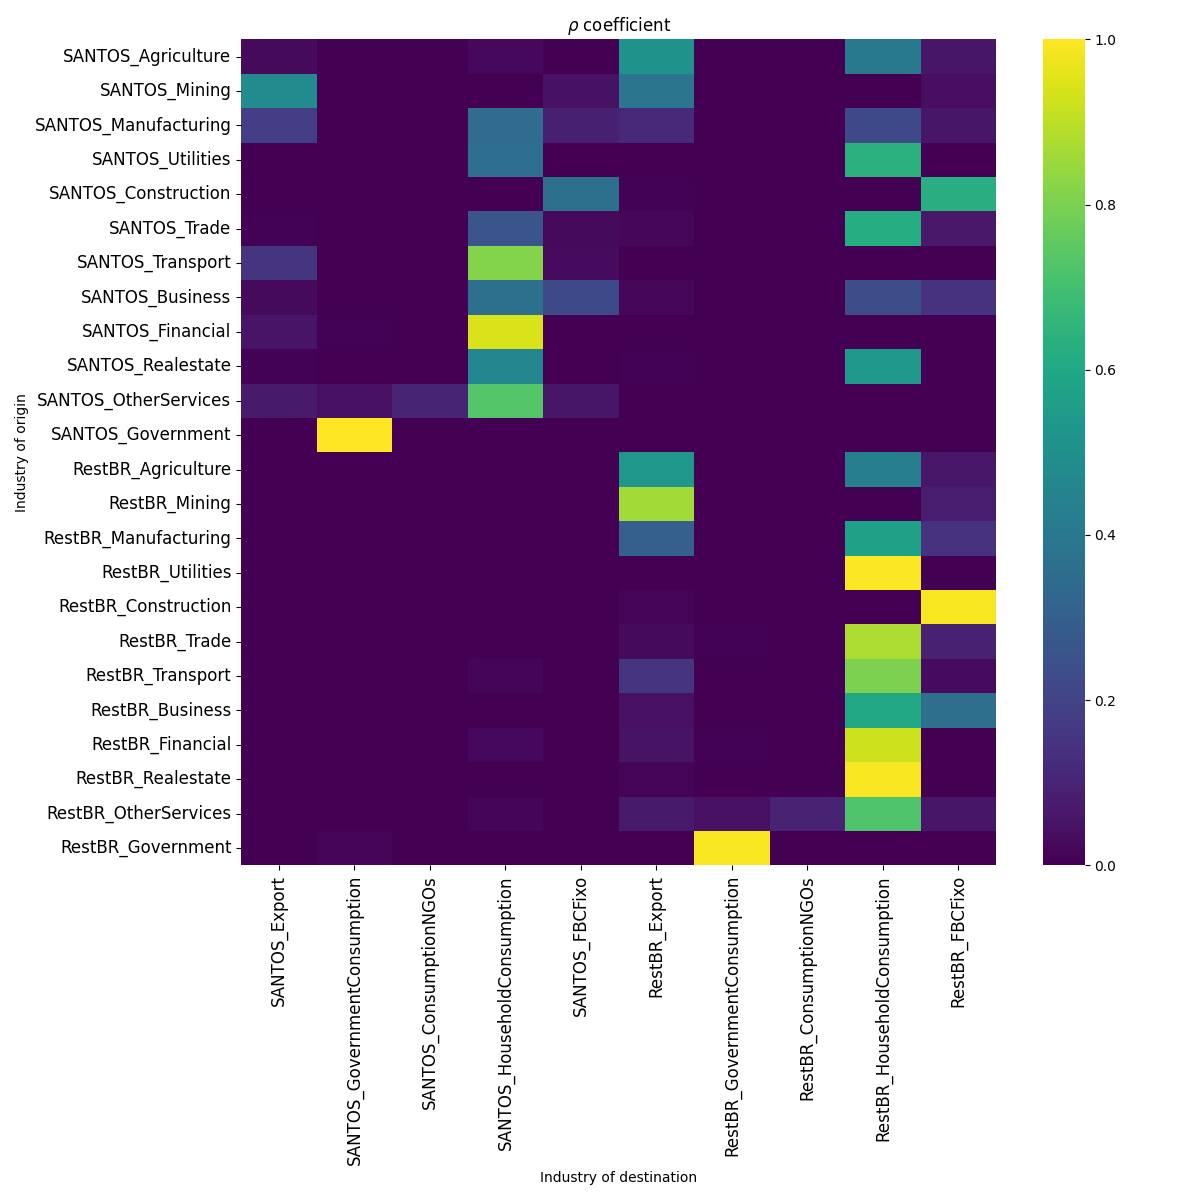 ρ coefficient
SANTOS_Agriculture
SANTOS_Mining
SANTOS_Manufacturing
SANTOS_Utilities
SANTOS_Construction
SANTOS_Trade
SANTOS_Transport
SANTOS_Business
SANTOS_Financial
SANTOS_Realestate
SANTOS_OtherServices
SANTOS_Government
RestBR_Agriculture
RestBR_Mining
RestBR_Manufacturing
RestBR_Utilities
RestBR_Construction
RestBR_Trade
RestBR_Transport
RestBR_Business
RestBR_Financial
RestBR_Realestate
RestBR_OtherServices
RestBR_Government
Industry of origin
SANTOS_Export
SANTOS_GovernmentConsumption
SANTOS_ConsumptionNGOs
SANTOS_HouseholdConsumption
SANTOS_FBCFixo
RestBR_Export
RestBR_GovernmentConsumption
RestBR_ConsumptionNGOs
RestBR_HouseholdConsumption
RestBR_FBCFixo
Industry of destination
1.0
0.8
0.6
0.4
0.2
0.0